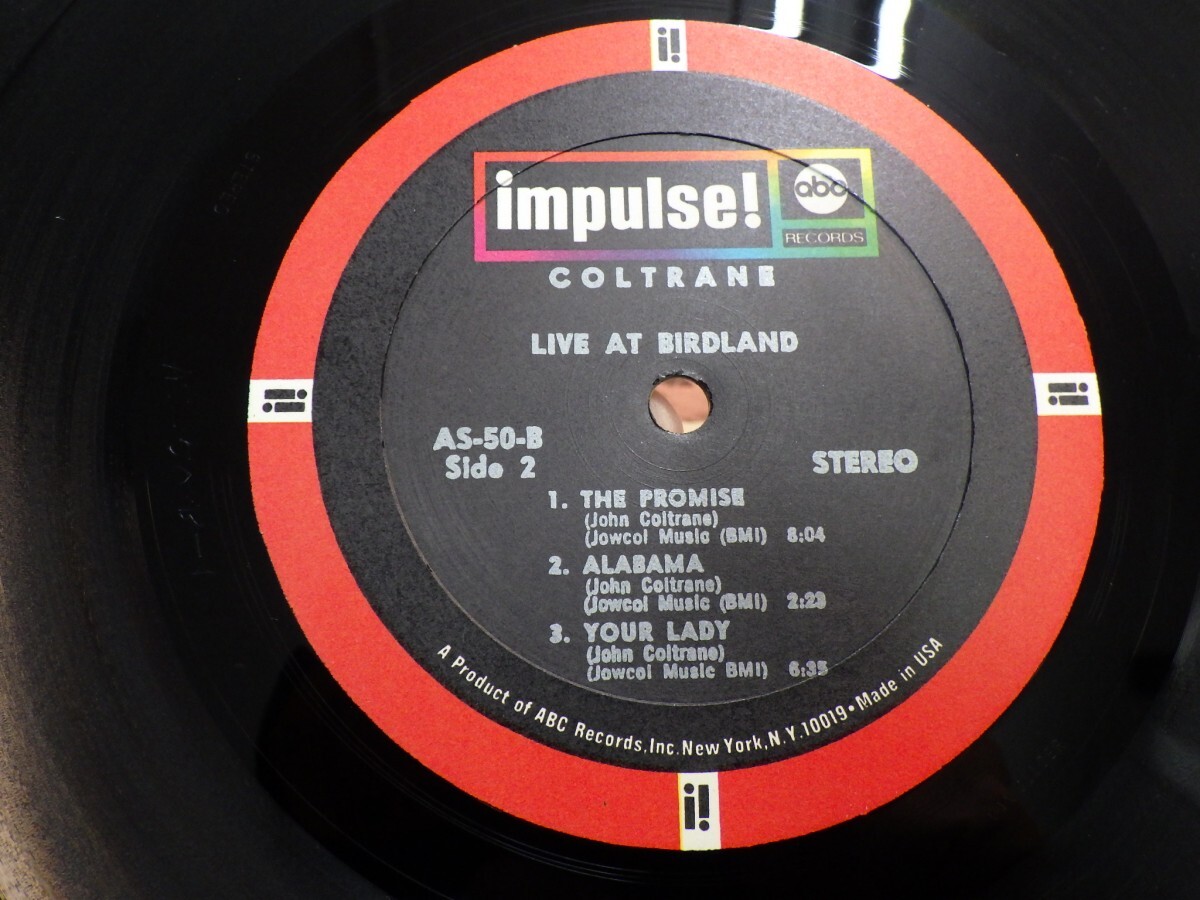 impulse! abc
RECORDS
COLTRANE
LIVE AT BIRDLAND
AS-50-B
Side 2
STEREO
1. THE PROMISE
(John Coltrane)
(Jowcol Music (BMI) 8:04
2. ALABAMA
(John Coltrane)
(Jowcol Music (BMI) 2:23
3. YOUR LADY
(John Coltrane)
(Jowcol Music BMI) 6:35
A Product of ABC Records, Inc. New York, N.Y. 10019 • Made in USA